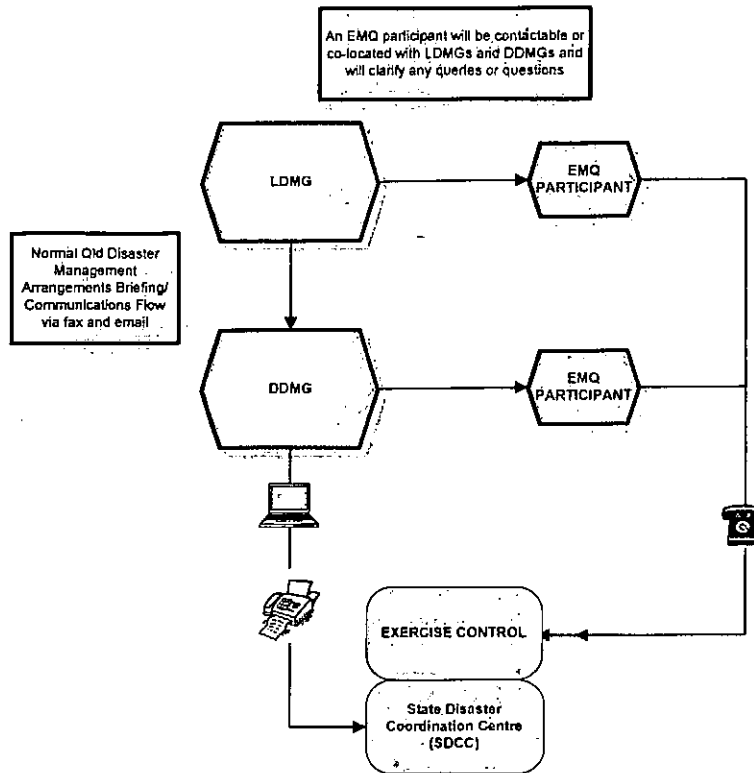 An EMQ participant will be contactable or
co-located with LDMGs and DDMGs and
will clarify any queries or questions
LDMG
EMQ
PARTICIPANT
Normal Qld Disaster
Management
Arrangements Briefing/
Communications Flow
via fax and email
DDMG
EMQ
PARTICIPANT
EXERCISE CONTROL
State Disaster
Coordination Centre
(SDCC)